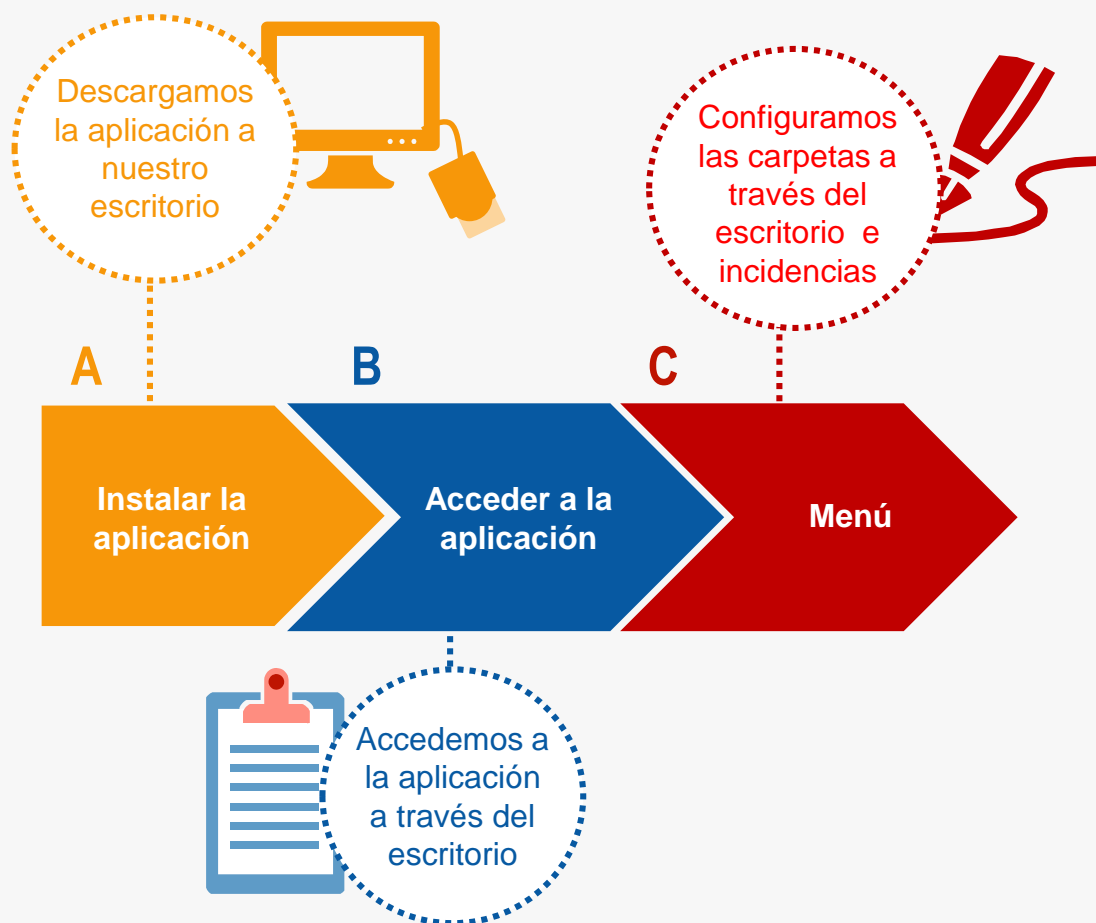 Descargamos
la aplicación a
nuestro
escritorio
Configuramos
las carpetas a
través del
escritorio e
incidencias
A
B
C
Instalar la
aplicación
Acceder a la
aplicación
Menú
Accedemos a
la aplicación
a través del
escritorio